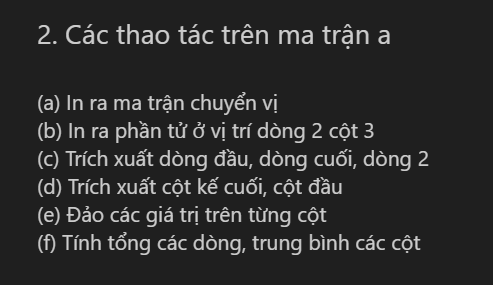 2. Các thao tác trên ma trận a
(a) In ra ma trận chuyển vị
(b) In ra phần tử ở vị trí dòng 2 cột 3
(c) Trích xuất dòng đầu, dòng cuối, dòng 2
(d) Trích xuất cột kế cuối, cột đầu
(e) Đảo các giá trị trên từng cột
(f) Tính tổng các dòng, trung bình các cột